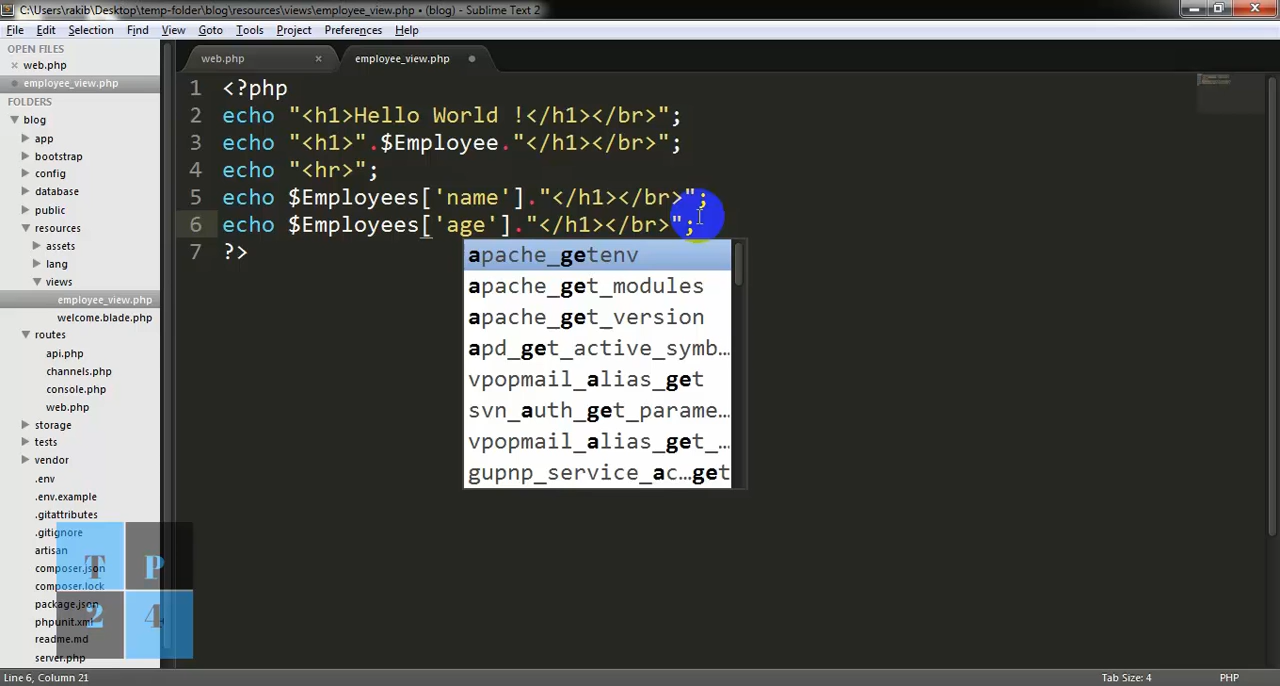 C:\Users\rakib\Desktop\temp-folder\blog\resources\views\employee_view.php • (blog) - Sublime Text 2
File Edit Selection Find View Goto Tools Project Preferences Help
OPEN FILES
web.php
employee_view.php
FOLDERS
blog
app
bootstrap
config
database
public
resources
assets
lang
views
employee_view.php
welcome.blade.php
routes
api.php
channels.php
console.php
web.php
storage
tests
vendor
.env
.env.example
.gitattributes
.gitignore
artisan
composer.json
composer.lock
package.json
phpunit.xml
readme.md
server.php
T P
2 4
web.php employee_view.php
1 <?php
2 echo "<h1>Hello World !</h1></br>";
3 echo "<h1>".$Employee."</h1></br>";
4 echo "<hr>";
5 echo $Employees['name']."</h1></br>";
6 echo $Employees['age']."</h1></br>";
7 ?>
apache_getenv
apache_get_modules
apache_get_version
apd_get_active_symb…
vpopmail_alias_get
svn_auth_get_parame…
vpopmail_alias_get_…
gupnp_service_ac…get
Line 6, Column 21 Tab Size: 4 PHP